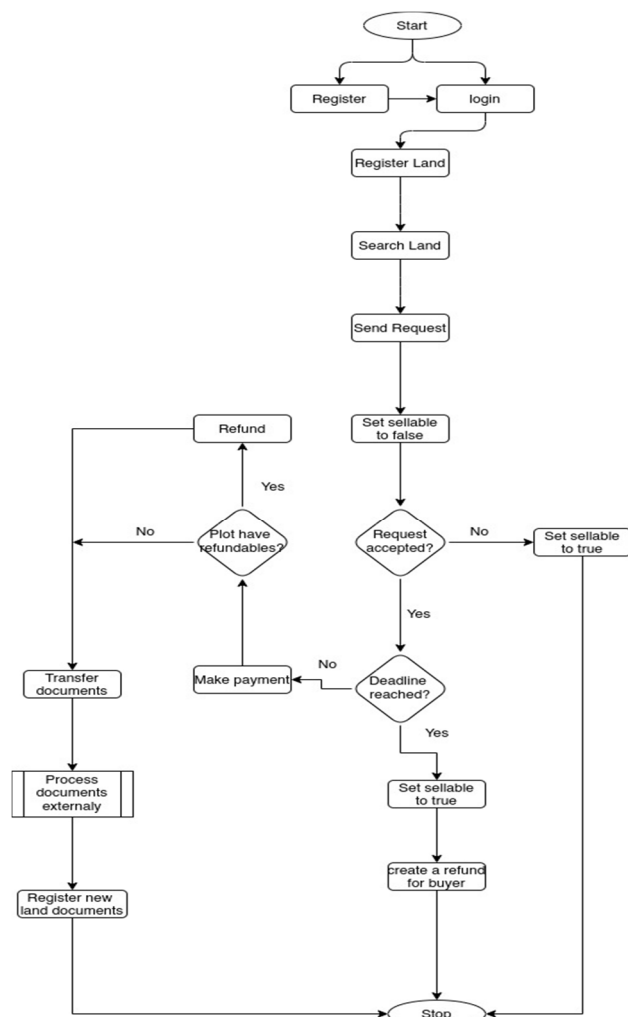 Start
Register
login
Register Land
Search Land
Send Request
Refund
Set sellable
to false
Yes
No
Plot have
refundables?
Request
accepted?
No
Set sellable
to true
Yes
Transfer
documents
Make payment
No
Deadline
reached?
Yes
Process
documents
externaly
Set sellable
to true
create a refund
for buyer
Register new
land documents
Stop